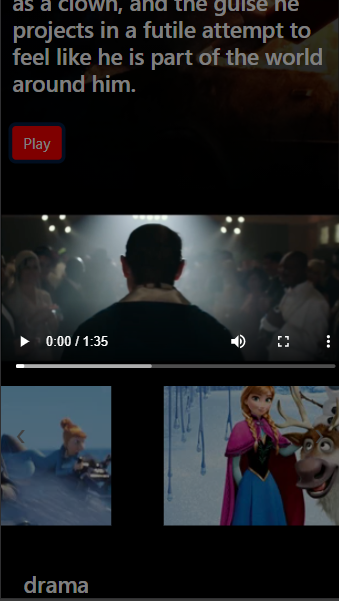 as a clown, and the guise he
projects in a futile attempt to
feel like he is part of the world
around him.
Play
0:00 / 1:35
drama